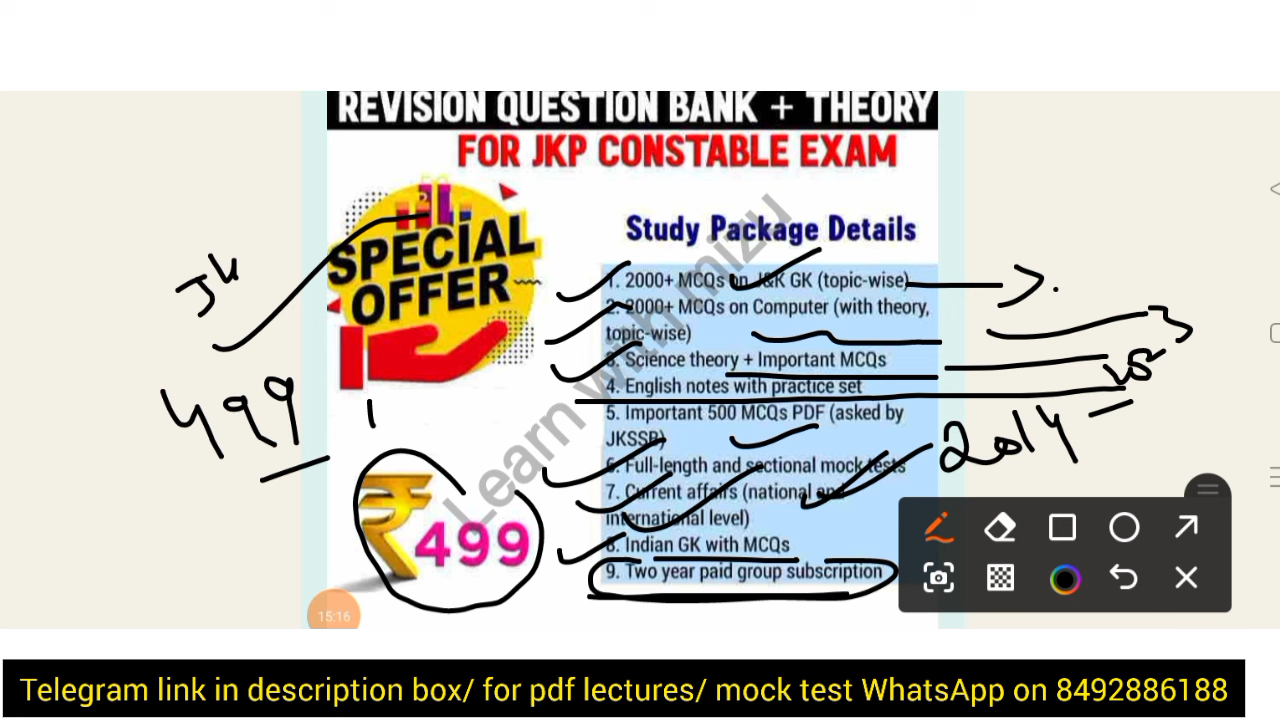 REVISION QUESTION BANK + THEORY
FOR JKP CONSTABLE EXAM
SPECIAL
OFFER
Study Package Details
1. 2000+ MCQs on J&K GK (topic-wise)
2. 2000+ MCQs on Computer (with theory,
topic-wise)
3. Science theory + Important MCQs
4. English notes with practice set
5. Important 500 MCQs PDF (asked by
JKSSB)
6. Full-length and sectional mock tests
7. Current affairs (national and
international level)
8. Indian GK with MCQs
9. Two year paid group subscription
Learn with mizu
JK
499
2014
₹499
15:16
Telegram link in description box/ for pdf lectures/ mock test WhatsApp on 8492886188